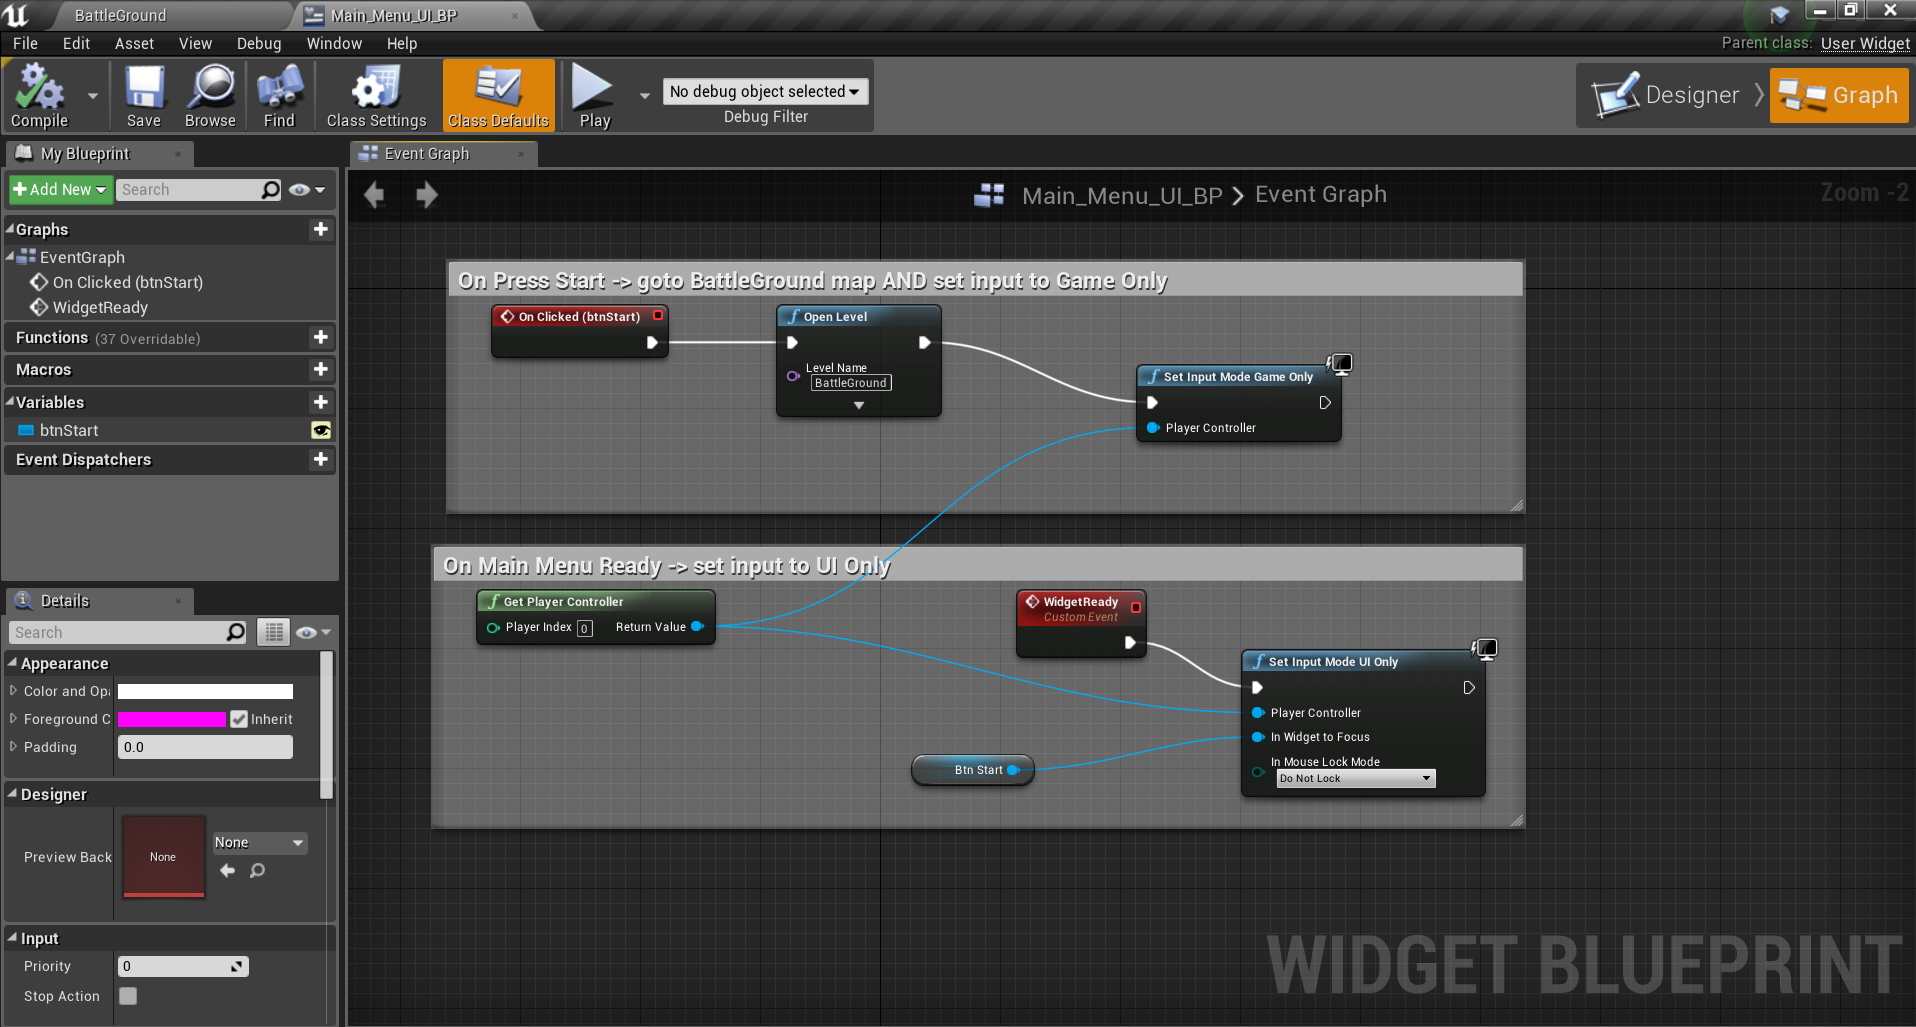 BattleGround
Main_Menu_UI_BP
File Edit Asset View Debug Window Help
Parent class: User Widget
Compile
Save
Browse
Find
Class Settings
Class Defaults
Play
No debug object selected
Debug Filter
Designer
Graph
My Blueprint
Add New
Search
Graphs
EventGraph
On Clicked (btnStart)
WidgetReady
Functions (37 Overridable)
Macros
Variables
btnStart
Event Dispatchers
Details
Search
Appearance
Color and Opa
Foreground C
Inherit
Padding
0.0
Designer
Preview Back
None
None
Input
Priority
0
Stop Action
Event Graph
Main_Menu_UI_BP > Event Graph
Zoom -2
On Press Start -> goto BattleGround map AND set input to Game Only
On Clicked (btnStart)
Open Level
Level Name
BattleGround
Set Input Mode Game Only
Player Controller
On Main Menu Ready -> set input to UI Only
Get Player Controller
Player Index 0
Return Value
WidgetReady
Custom Event
Set Input Mode UI Only
Player Controller
In Widget to Focus
In Mouse Lock Mode
Do Not Lock
Btn Start
WIDGET BLUEPRINT